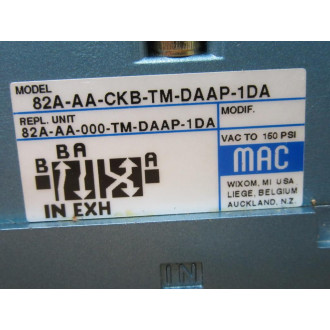 MODEL
82A-AA-CKB-TM-DAAP-1DA
REPL. UNIT
82A-AA-000-TM-DAAP-1DA
MODIF.
VAC TO 150 PSI
MAC
WIXOM, MI USA
LIEGE, BELGIUM
AUCKLAND, N.Z.
B A
B A
IN EXH
IN